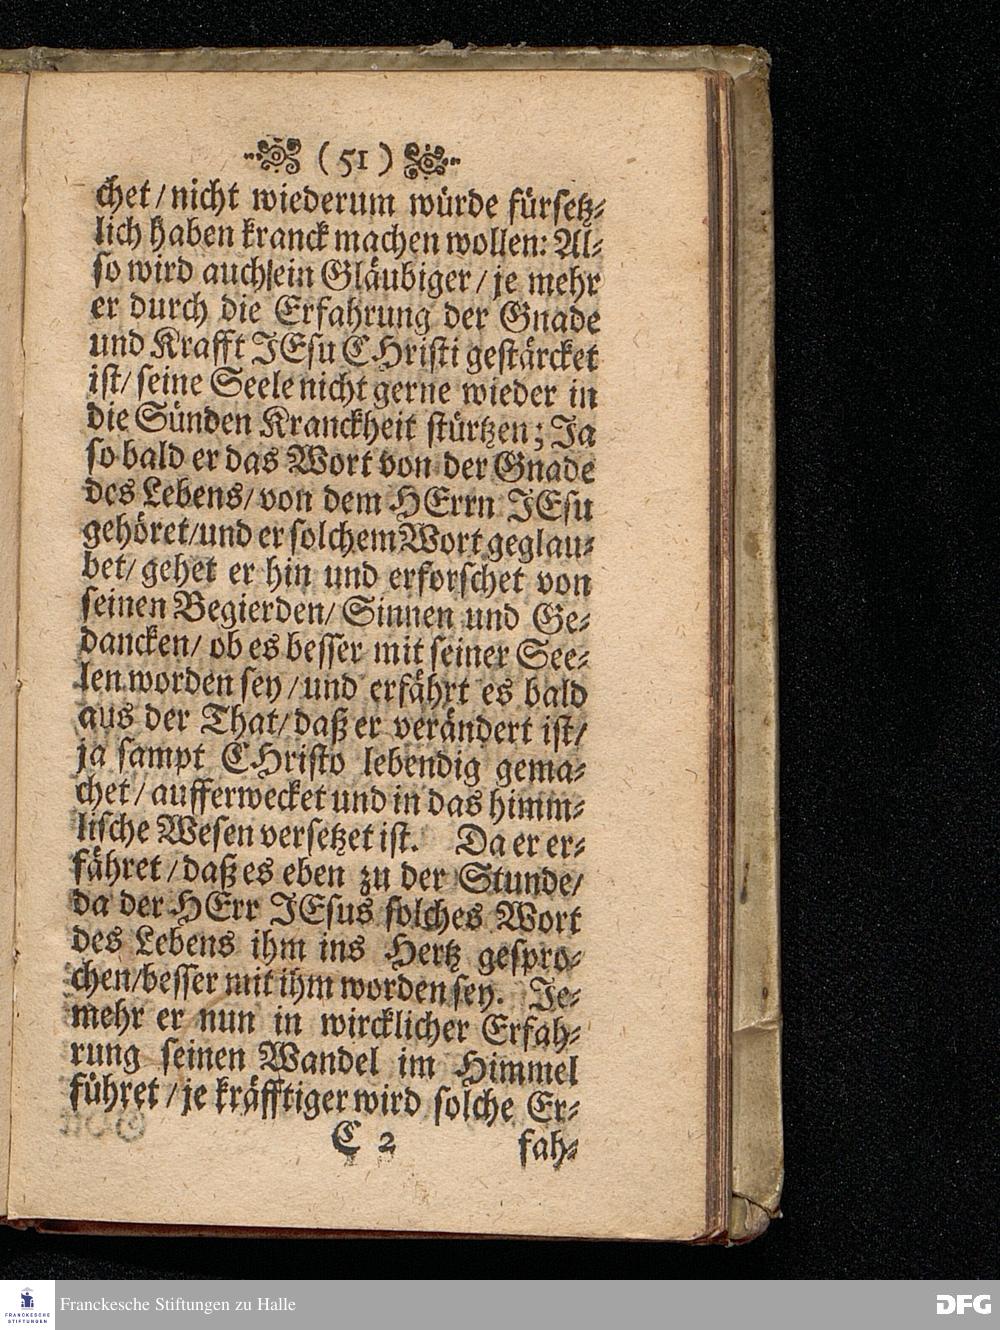 (51)
chet/nicht wiederum würde fürsetz-
lich haben kranck machen wollen: Al-
so wird auch ein Gläubiger/je mehr
er durch die Erfahrung der Gnade
und Krafft JEsu CHristi gestärcket
ist/seine Seele nicht gerne wieder in
die Sünden Kranckheit stürtzen; Ja
so bald er das Wort von der Gnade
des Lebens/von dem HErrn JEsu
gehöret/und er solchem Wort geglau-
bet/gehet er hin und erforschet von
seinen Begierden/Sinnen und Ge-
dancken/ob es besser mit seiner See-
len worden sey/und erfährt es bald
aus der That/daß er verändert ist/
ja sampt CHristo lebendig gema-
chet/aufferwecket und in das himm-
lische Wesen versetzet ist. Da er er-
fähret/daß es eben zu der Stunde/
da der HErr JEsus solches Wort
des Lebens ihm ins Hertz gespro-
chen/besser mit ihm worden sey. Je-
mehr er nun in wircklicher Erfah-
rung seinen Wandel im Himmel
führet/je kräfftiger wird solche Er-
C 2 fah-
FRANCKESCHE STIFTUNGEN
Franckesche Stiftungen zu Halle
DFG